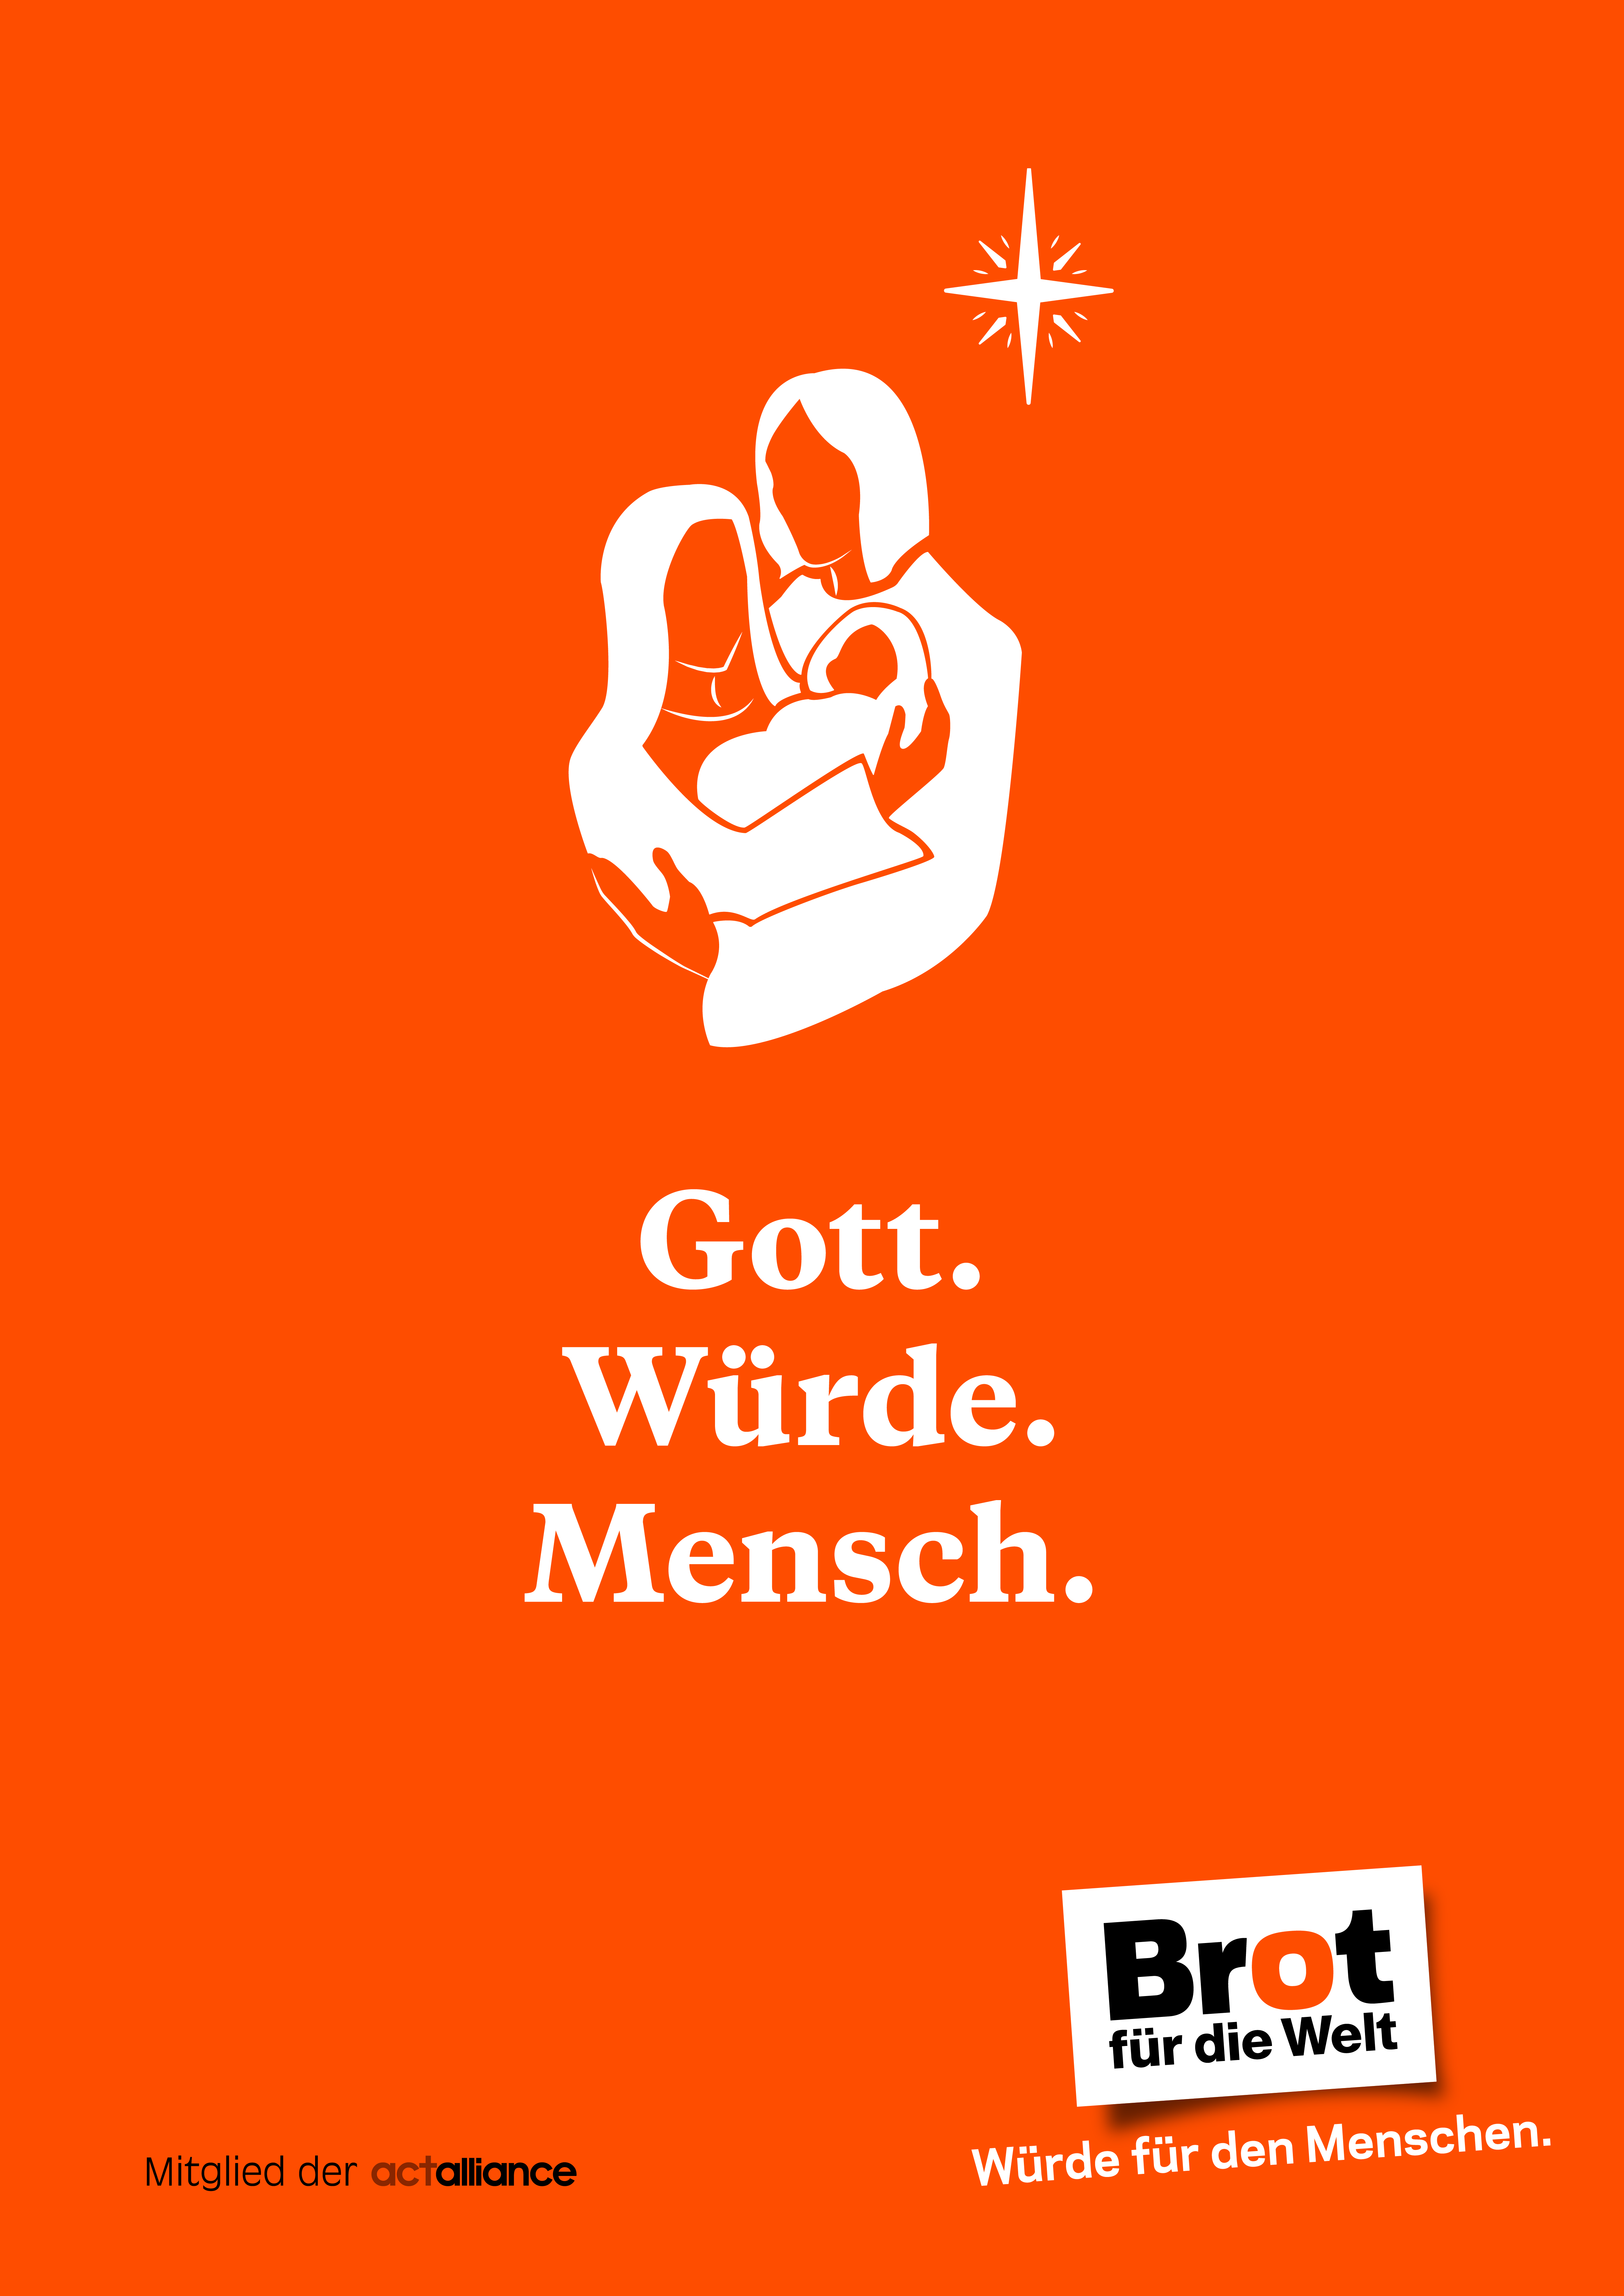 Gott.
Würde.
Mensch.
Brot
für die Welt
Würde für den Menschen.
Mitglied der actalliance